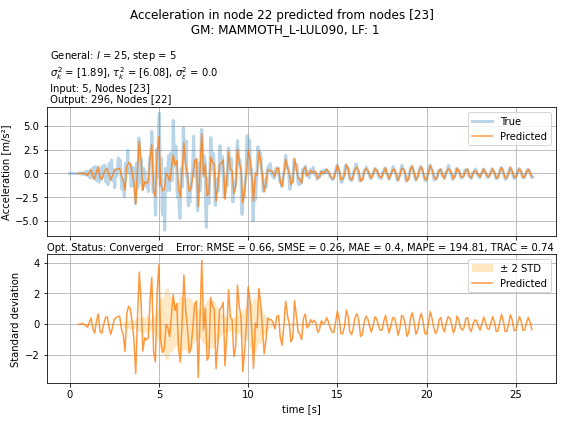 Acceleration in node 22 predicted from nodes [23]
GM: MAMMOTH_L-LUL090, LF: 1
General: l = 25, step = 5
σ²ₖ = [1.89], τ²ₖ = [6.08], σ²_ε = 0.0
Input: 5, Nodes [23]
Output: 296, Nodes [22]
5.0
2.5
0.0
−2.5
−5.0
Acceleration [m/s²]
True
Predicted
Opt. Status: Converged    Error: RMSE = 0.66, SMSE = 0.26, MAE = 0.4, MAPE = 194.81, TRAC = 0.74
4
2
0
−2
Standard deviation
± 2 STD
Predicted
0 5 10 15 20 25
time [s]